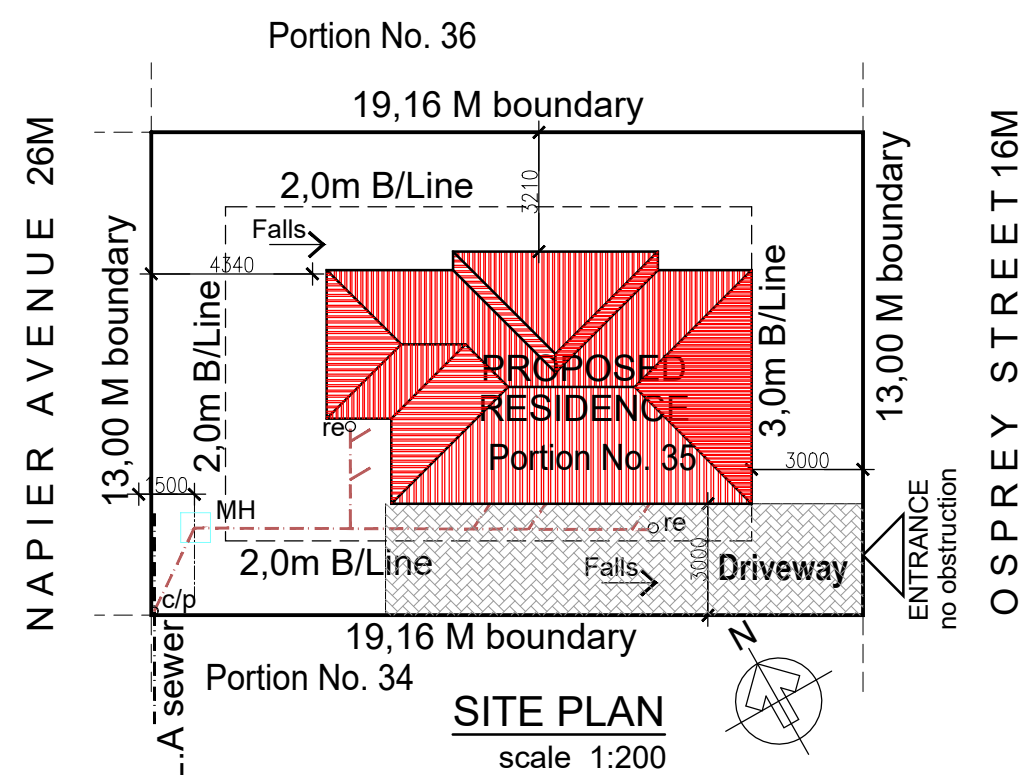 Portion No. 36
19,16 M boundary
NAPIER AVENUE 26M
OSPREY STREET 16M
2,0m B/Line
3210
Falls
4340
13,00 M boundary
2,0m B/Line
3,0m B/Line
13,00 M boundary
PROPOSED
RESIDENCE
Portion No. 35
re
3000
1500
MH
re
2,0m B/Line
Falls
3000
Driveway
ENTRANCE
no obstruction
c/p
19,16 M boundary
A sewer
Portion No. 34
N
SITE PLAN
scale 1:200